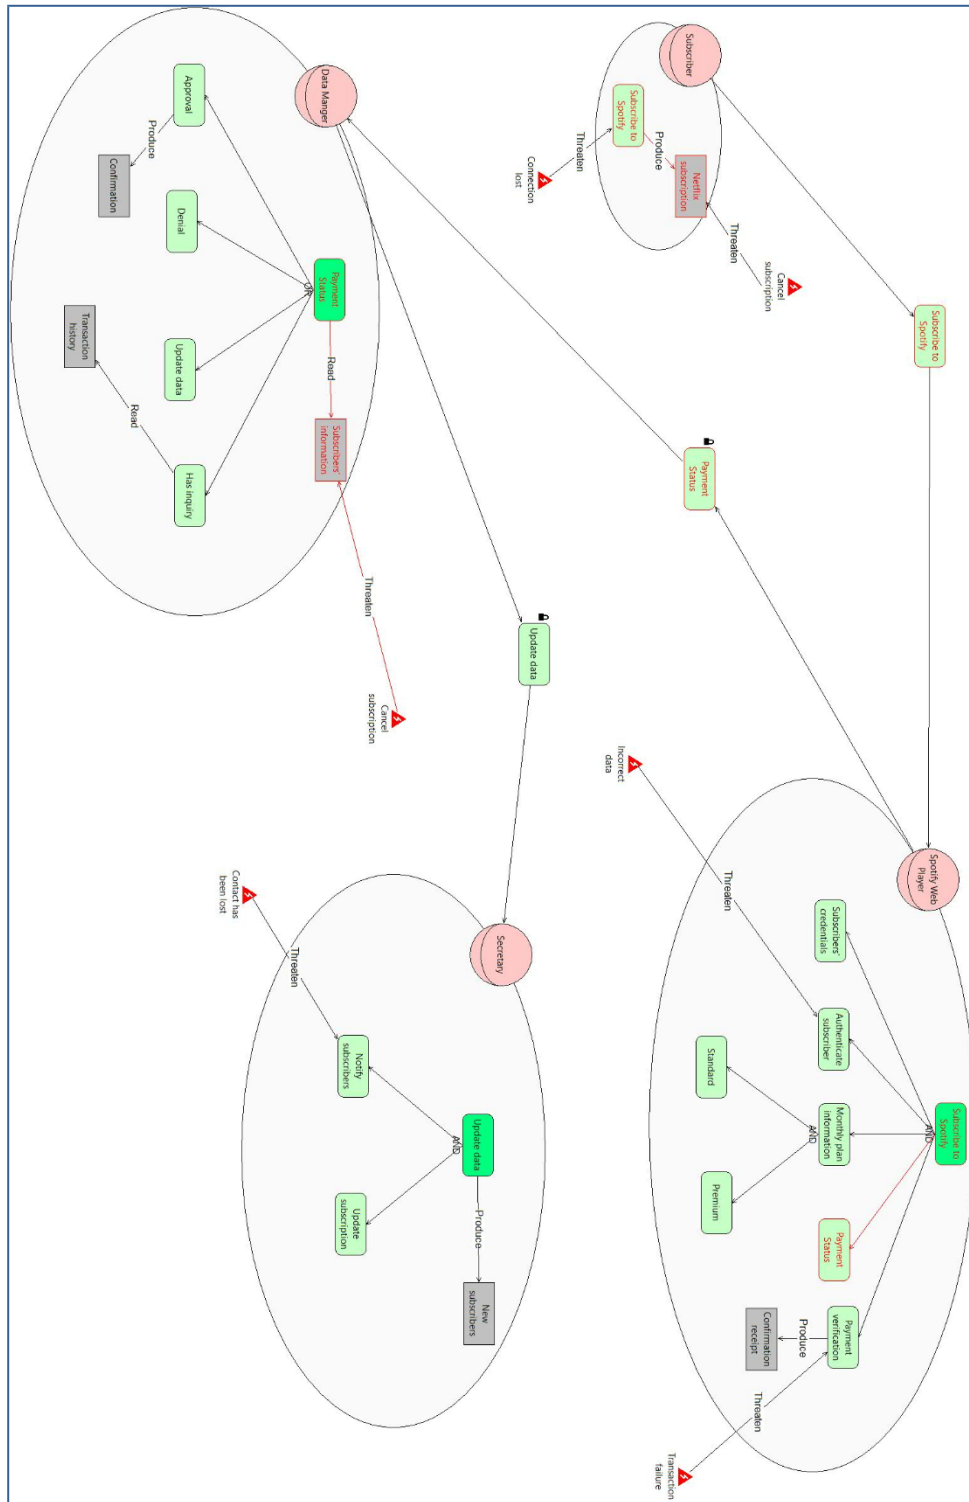 Subscriber
Subscribe to
Spotify
Produce
Netflix
subscription
Threaten
Connection
lost
Threaten
Cancel
subscription
Subscribe to
Spotify
Payment
Status
Spotify Web
Player
Subscribe to
Spotify
AND
Subscribers'
credentials
Authenticate
subscriber
Monthly plan
information
AND
Standard
Premium
Payment
Status
Payment
verification
Produce
Confirmation
receipt
Threaten
Incorrect
data
Threaten
Transaction
failure
Data Manger
Payment
Status
OR
Approval
Produce
Confirmation
Denial
Update data
Has inquiry
Read
Transaction
history
Read
Subscribers'
information
Threaten
Cancel
subscription
Update data
Secretary
Update data
AND
Notify
subscribers
Update
subscription
Produce
New
subscribers
Threaten
Contact has
been lost